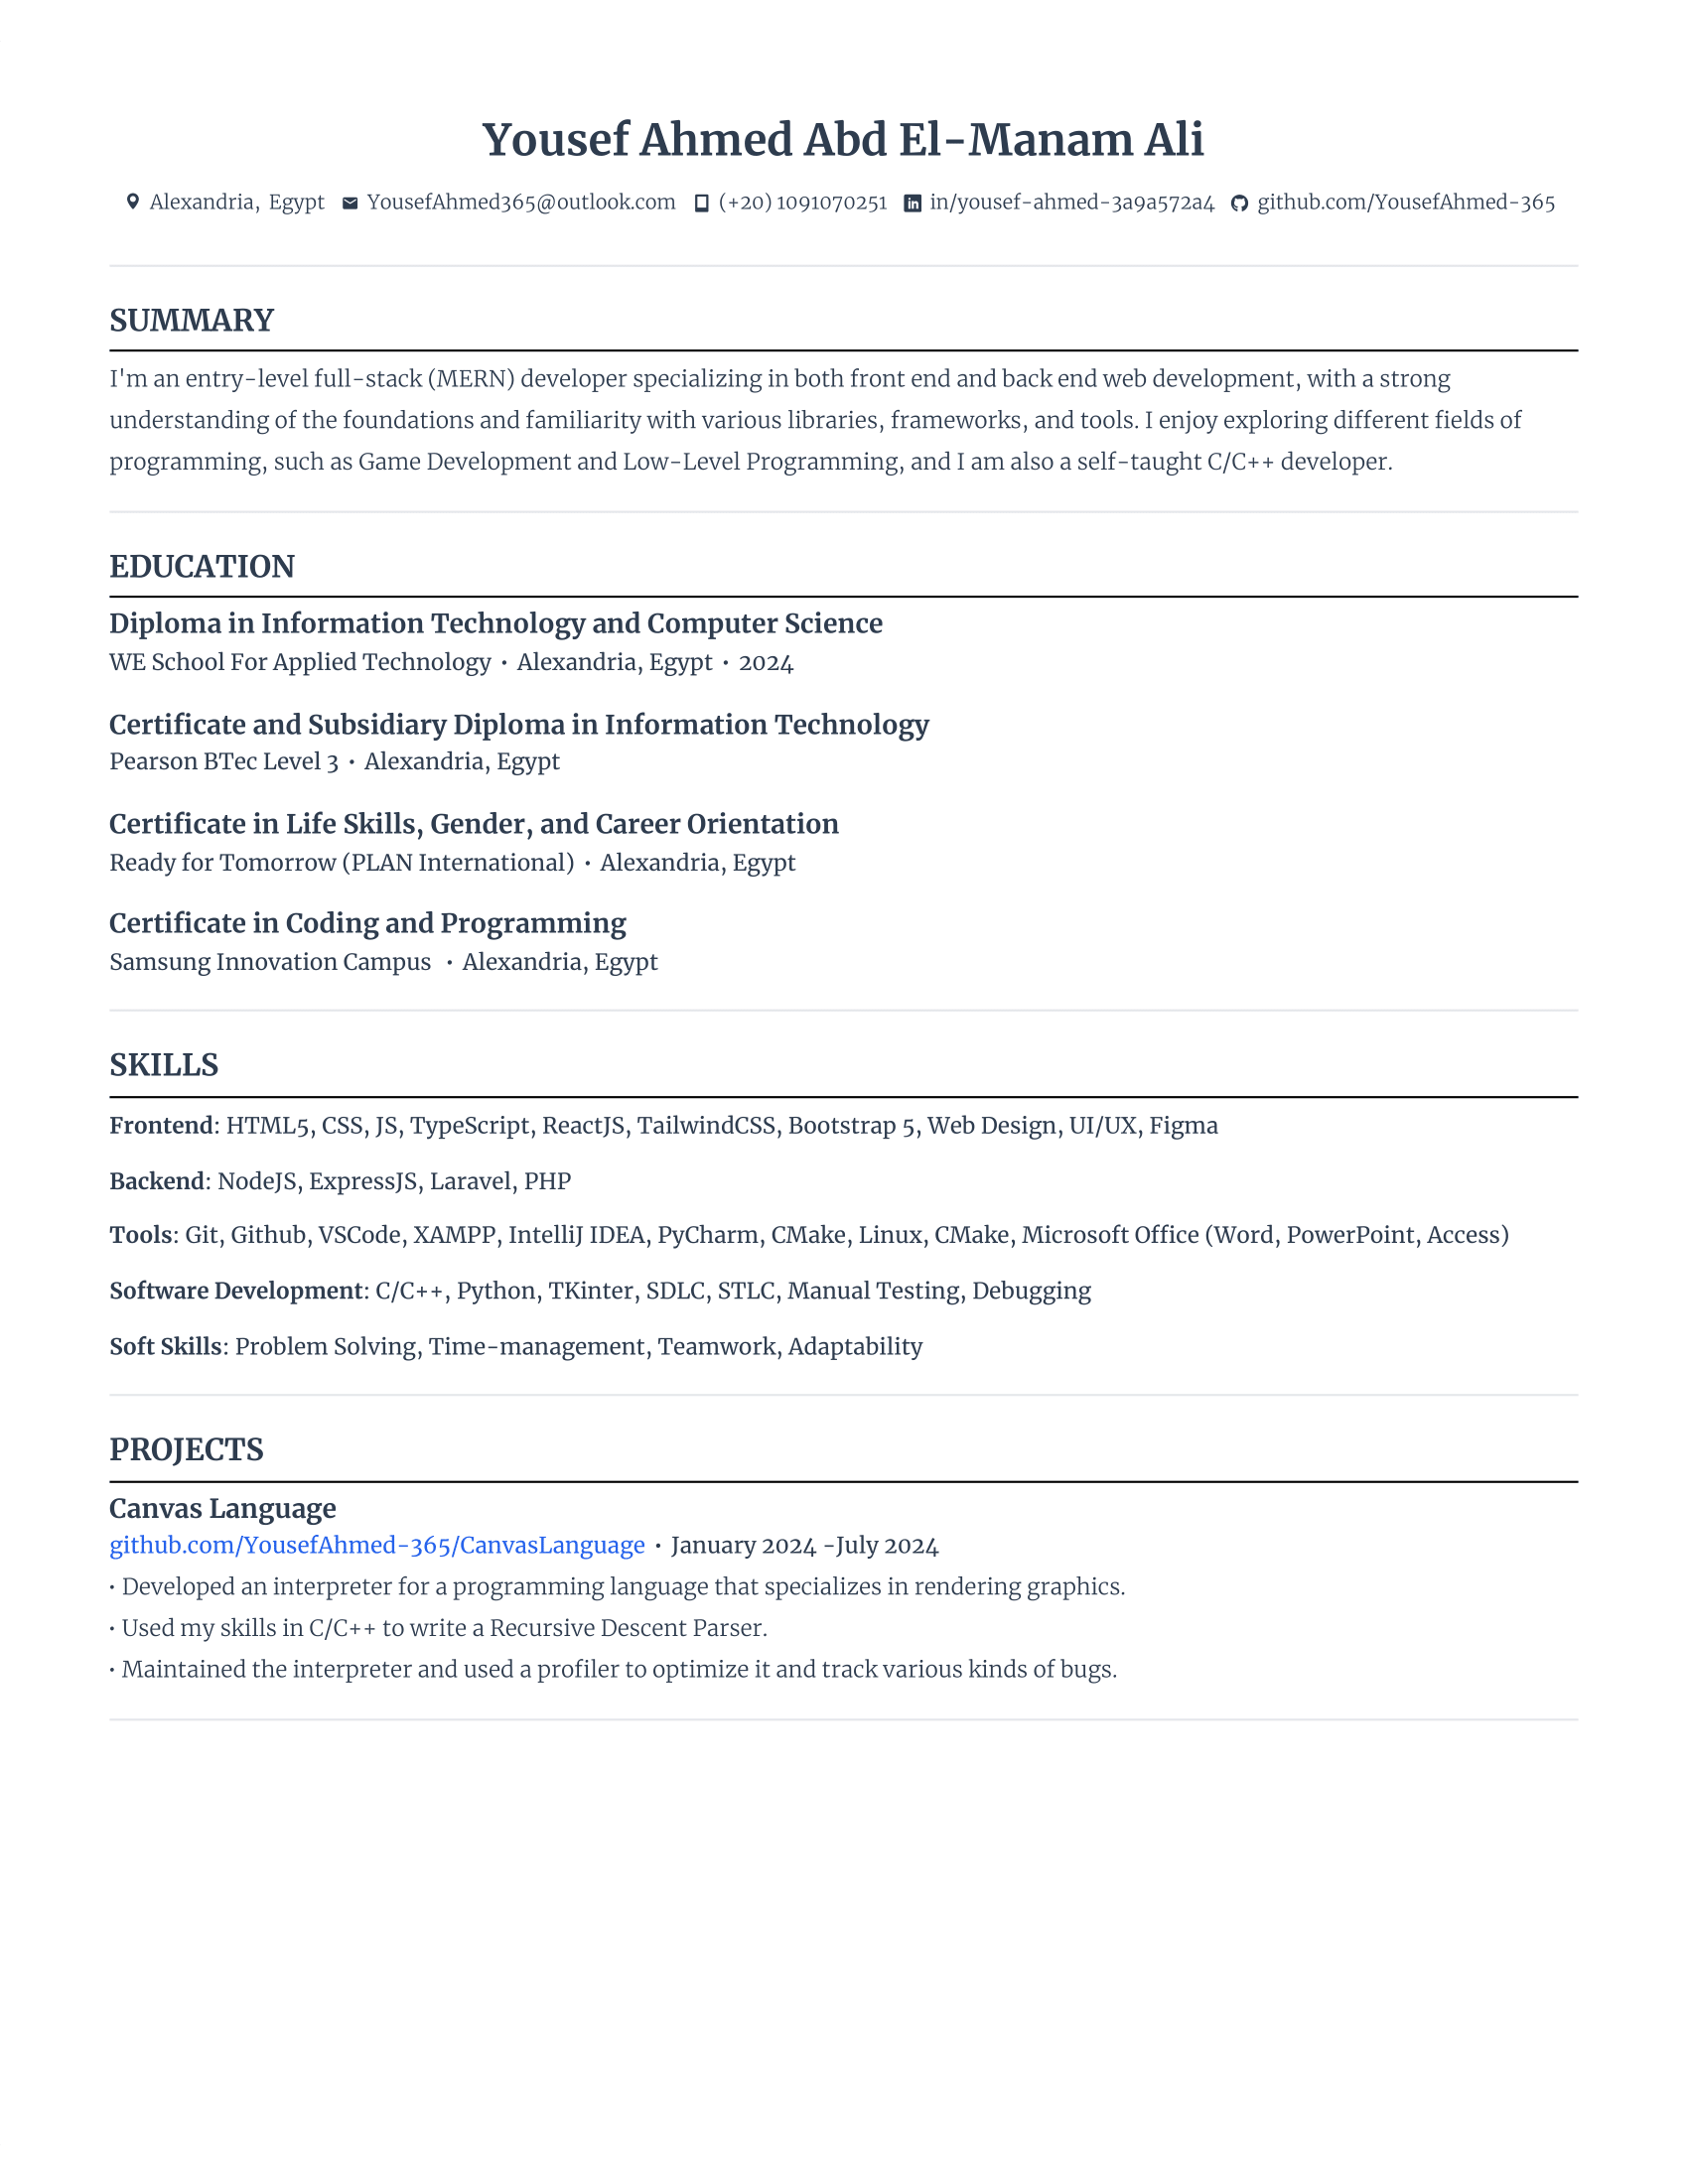 Yousef Ahmed Abd El-Manam Ali
Alexandria, Egypt YousefAhmed365@outlook.com (+20) 1091070251 in/yousef-ahmed-3a9a572a4 github.com/YousefAhmed-365
SUMMARY
I'm an entry-level full-stack (MERN) developer specializing in both front end and back end web development, with a strong
understanding of the foundations and familiarity with various libraries, frameworks, and tools. I enjoy exploring different fields of
programming, such as Game Development and Low-Level Programming, and I am also a self-taught C/C++ developer.
EDUCATION
Diploma in Information Technology and Computer Science
WE School For Applied Technology • Alexandria, Egypt • 2024
Certificate and Subsidiary Diploma in Information Technology
Pearson BTec Level 3 • Alexandria, Egypt
Certificate in Life Skills, Gender, and Career Orientation
Ready for Tomorrow (PLAN International) • Alexandria, Egypt
Certificate in Coding and Programming
Samsung Innovation Campus • Alexandria, Egypt
SKILLS
Frontend: HTML5, CSS, JS, TypeScript, ReactJS, TailwindCSS, Bootstrap 5, Web Design, UI/UX, Figma
Backend: NodeJS, ExpressJS, Laravel, PHP
Tools: Git, Github, VSCode, XAMPP, IntelliJ IDEA, PyCharm, CMake, Linux, CMake, Microsoft Office (Word, PowerPoint, Access)
Software Development: C/C++, Python, TKinter, SDLC, STLC, Manual Testing, Debugging
Soft Skills: Problem Solving, Time-management, Teamwork, Adaptability
PROJECTS
Canvas Language
github.com/YousefAhmed-365/CanvasLanguage • January 2024 -July 2024
• Developed an interpreter for a programming language that specializes in rendering graphics.
• Used my skills in C/C++ to write a Recursive Descent Parser.
• Maintained the interpreter and used a profiler to optimize it and track various kinds of bugs.